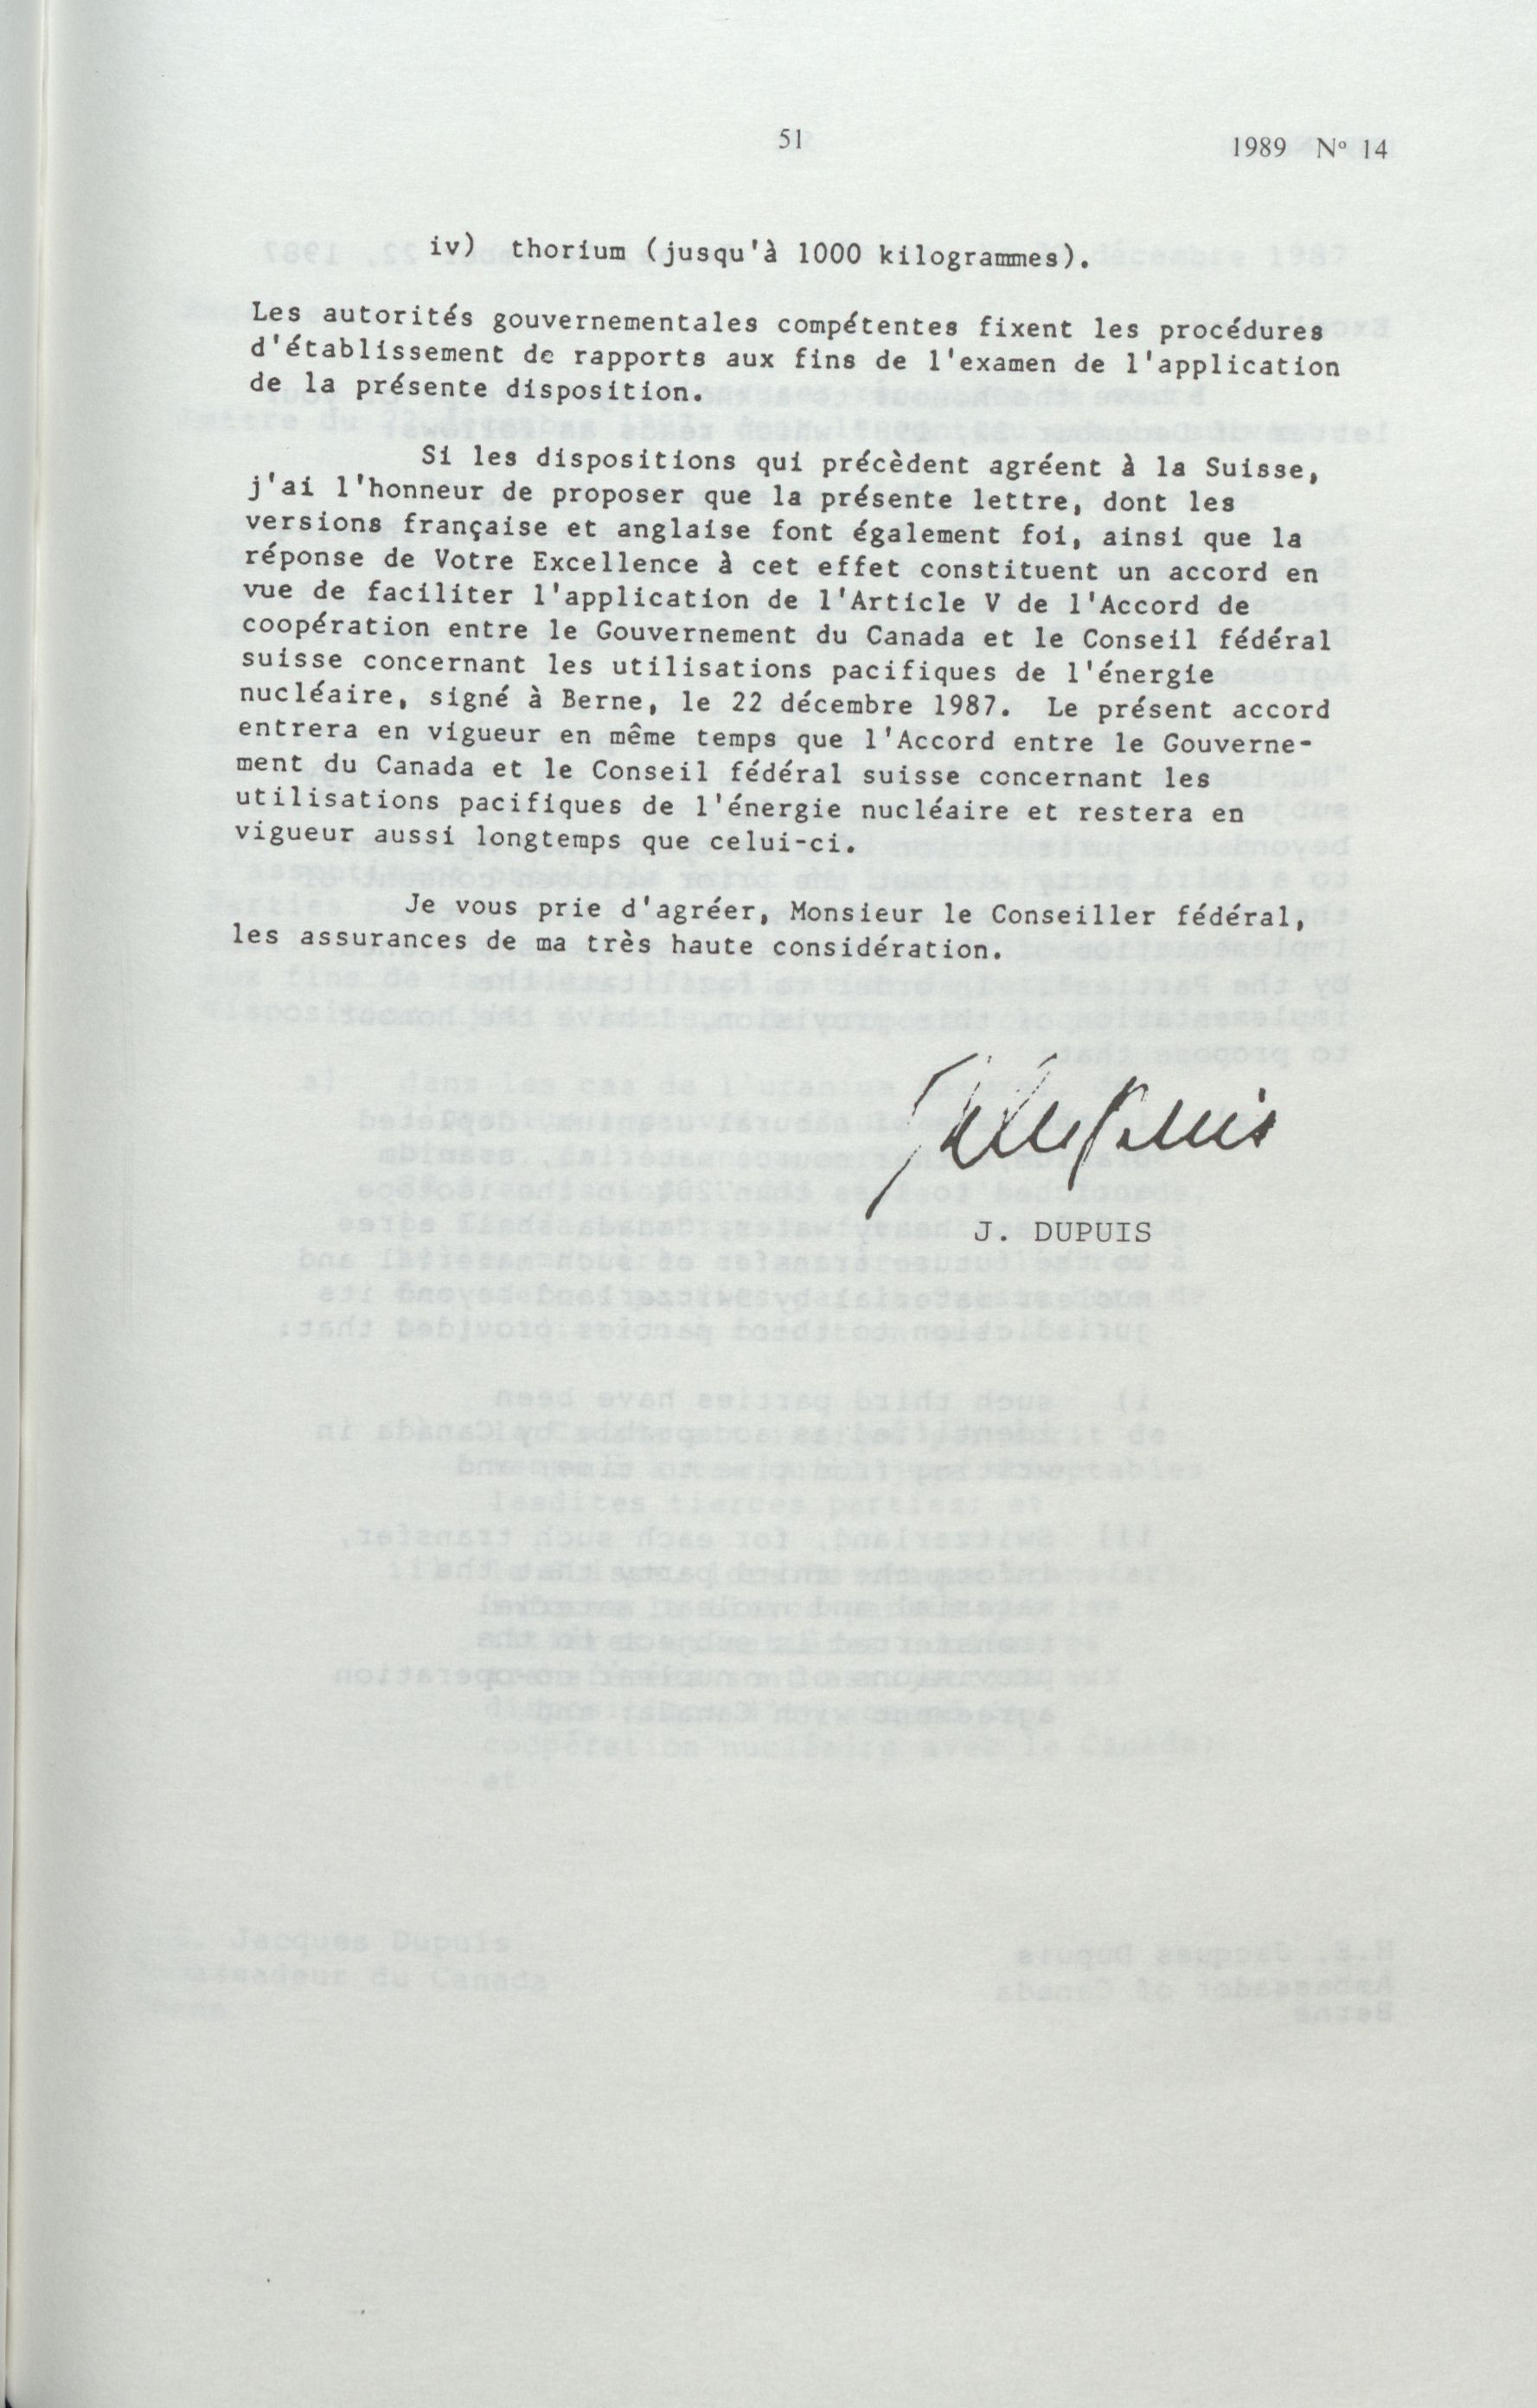 51
1989 Nº 14
iv) thorium (jusqu'à 1000 kilogrammes).
Les autorités gouvernementales compétentes fixent les procédures
d'établissement de rapports aux fins de l'examen de l'application
de la présente disposition.
Si les dispositions qui précèdent agréent à la Suisse,
j'ai l'honneur de proposer que la présente lettre, dont les
versions française et anglaise font également foi, ainsi que la
réponse de Votre Excellence à cet effet constituent un accord en
vue de faciliter l'application de l'Article V de l'Accord de
coopération entre le Gouvernement du Canada et le Conseil fédéral
suisse concernant les utilisations pacifiques de l'énergie
nucléaire, signé à Berne, le 22 décembre 1987. Le présent accord
entrera en vigueur en même temps que l'Accord entre le Gouverne-
ment du Canada et le Conseil fédéral suisse concernant les
utilisations pacifiques de l'énergie nucléaire et restera en
vigueur aussi longtemps que celui-ci.
Je vous prie d'agréer, Monsieur le Conseiller fédéral,
les assurances de ma très haute considération.
J. DUPUIS